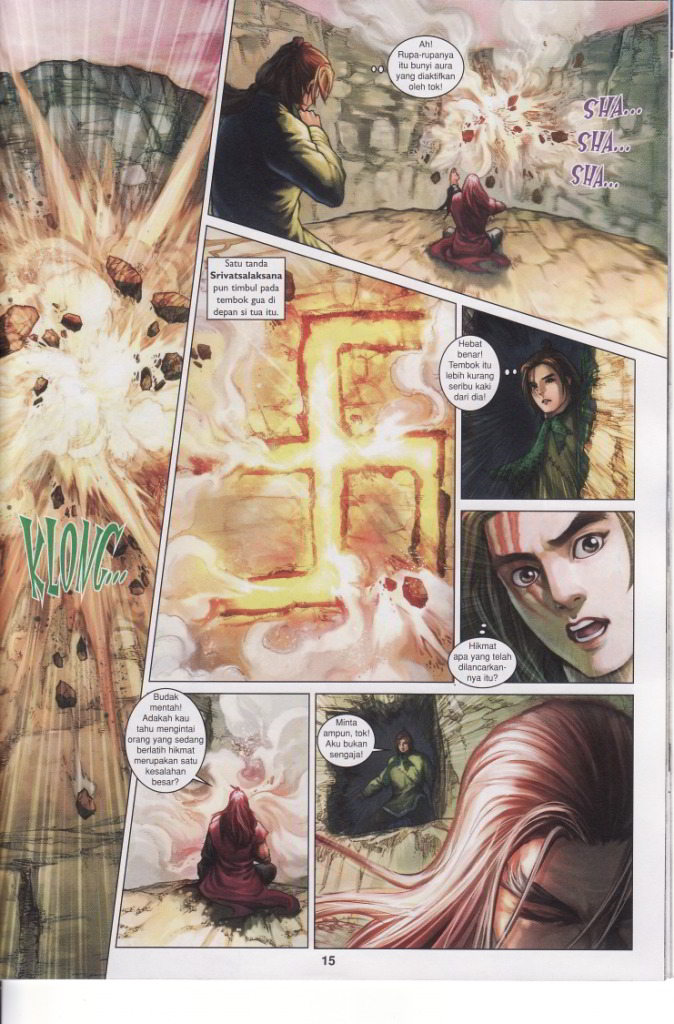 Ah!
Rupa-rupanya
itu bunyi aura
yang diaktifkan
oleh tok!
SHA...
SHA...
SHA...
KLONG...
Satu tanda
Srivatsalaksana
pun timbul pada
tembok gua di
depan si tua itu.
Hebat
benar!
Tembok itu
lebih kurang
seribu kaki
dari dia!
Hikmat
apa yang telah
dilancarkan-
nya itu?
Budak
mentah!
Adakah kau
tahu mengintai
orang yang sedang
berlatih hikmat
merupakan satu
kesalahan
besar?
Minta
ampun, tok!
Aku bukan
sengaja!
15